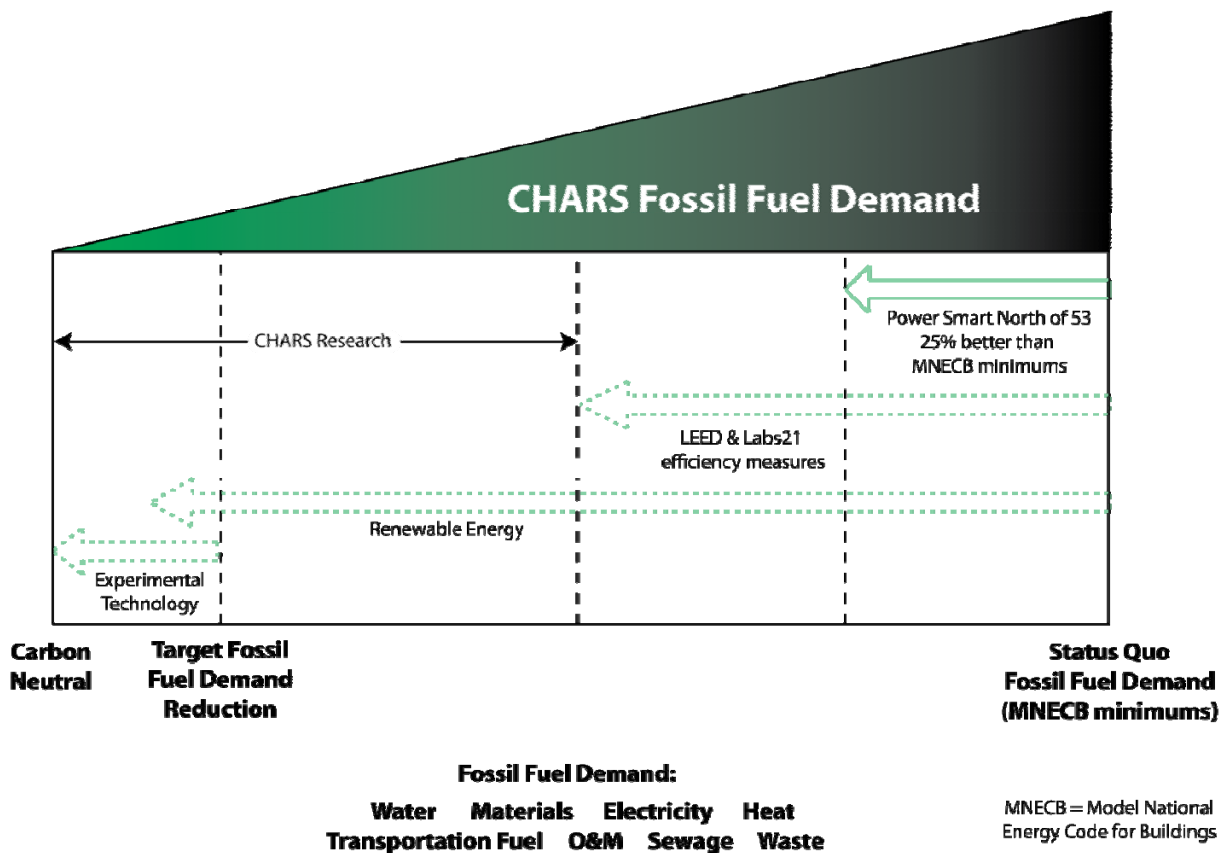 CHARS Fossil Fuel Demand
Power Smart North of 53
25% better than
MNECB minimums
CHARS Research
LEED & Labs21
efficiency measures
Renewable Energy
Experimental
Technology
Carbon
Neutral
Target Fossil
Fuel Demand
Reduction
Status Quo
Fossil Fuel Demand
(MNECB minimums)
Fossil Fuel Demand:
Water Materials Electricity Heat
Transportation Fuel O&M Sewage Waste
MNECB = Model National
Energy Code for Buildings